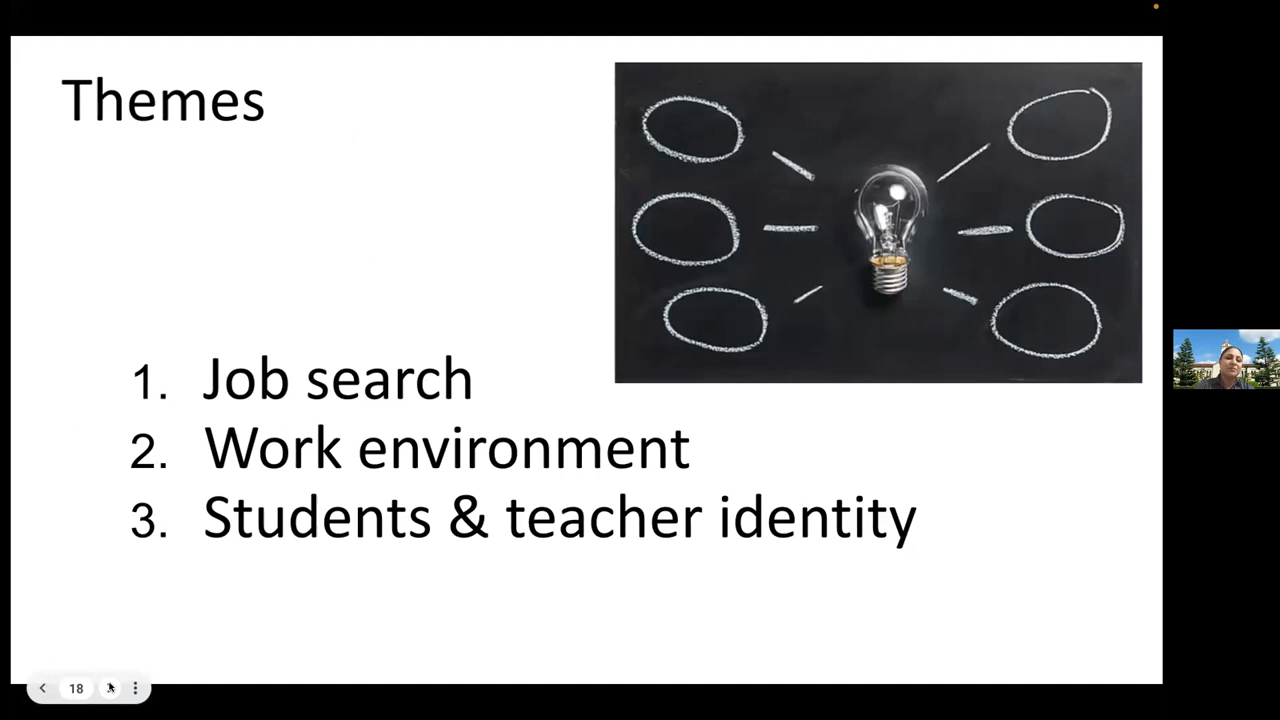 Themes
1. Job search
2. Work environment
3. Students & teacher identity
18